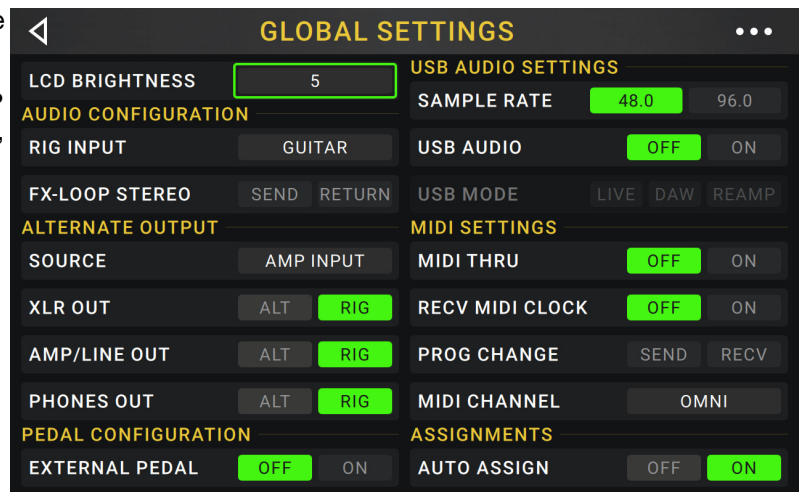 e
GLOBAL SETTINGS
LCD BRIGHTNESS 5
AUDIO CONFIGURATION
RIG INPUT GUITAR
FX-LOOP STEREO SEND RETURN
ALTERNATE OUTPUT
SOURCE AMP INPUT
XLR OUT ALT RIG
AMP/LINE OUT ALT RIG
PHONES OUT ALT RIG
PEDAL CONFIGURATION
EXTERNAL PEDAL OFF ON
USB AUDIO SETTINGS
SAMPLE RATE 48.0 96.0
USB AUDIO OFF ON
USB MODE LIVE DAW REAMP
MIDI SETTINGS
MIDI THRU OFF ON
RECV MIDI CLOCK OFF ON
PROG CHANGE SEND RECV
MIDI CHANNEL OMNI
ASSIGNMENTS
AUTO ASSIGN OFF ON